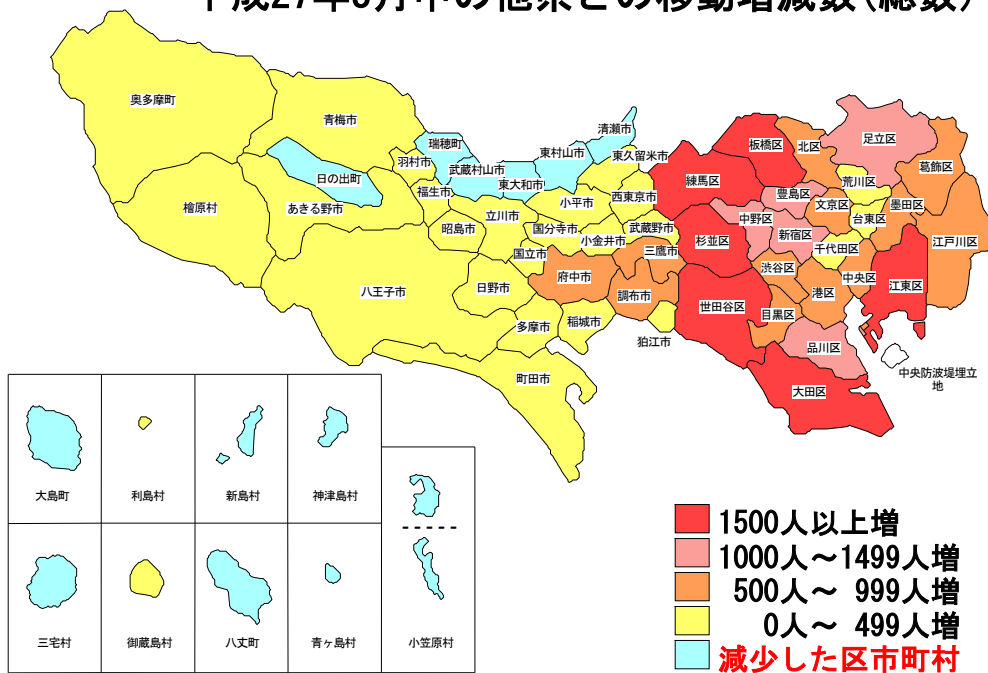 平成27年3月中の他県との移動増減数(総数)
奥多摩町
青梅市
瑞穂町
清瀬市
東村山市
東久留米市
羽村市
武蔵村山市
東大和市
日の出町
福生市
檜原村
あきる野市
立川市
小平市
西東京市
昭島市
国分寺市
小金井市
武蔵野市
国立市
三鷹市
八王子市
日野市
府中市
調布市
多摩市
稲城市
狛江市
町田市
板橋区
北区
足立区
葛飾区
練馬区
豊島区
荒川区
文京区
墨田区
台東区
中野区
新宿区
杉並区
千代田区
江戸川区
渋谷区
中央区
江東区
港区
世田谷区
目黒区
品川区
大田区
中央防波堤埋立
地
大島町
利島村
新島村
神津島村
三宅村
御蔵島村
八丈町
青ヶ島村
小笠原村
1500人以上増
1000人～1499人増
500人～ 999人増
0人～ 499人増
減少した区市町村